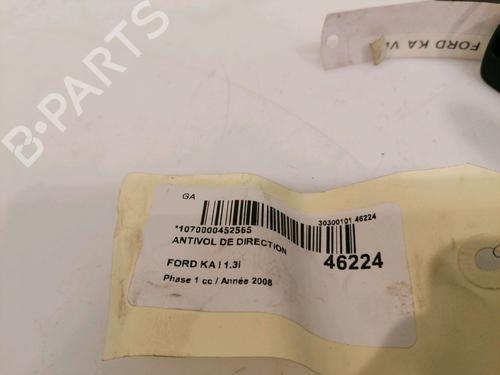 B-PARTS
FORD KA
GA
*1070000452565
30300101 46224
ANTIVOL DE DIRECTION
46224
FORD KA I 1.3i
Phase 1 cc / Année 2008